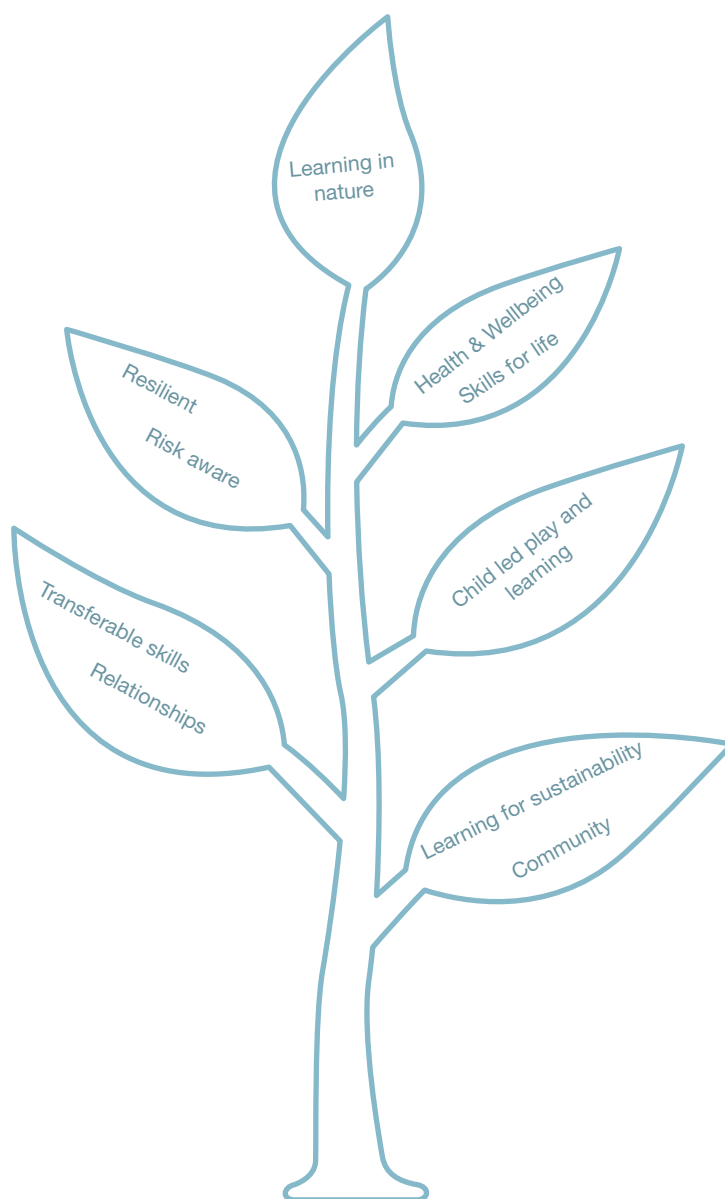 Learning in
nature
Health & Wellbeing
Skills for life
Resilient
Risk aware
Child led play and
learning
Transferable skills
Relationships
Learning for sustainability
Community